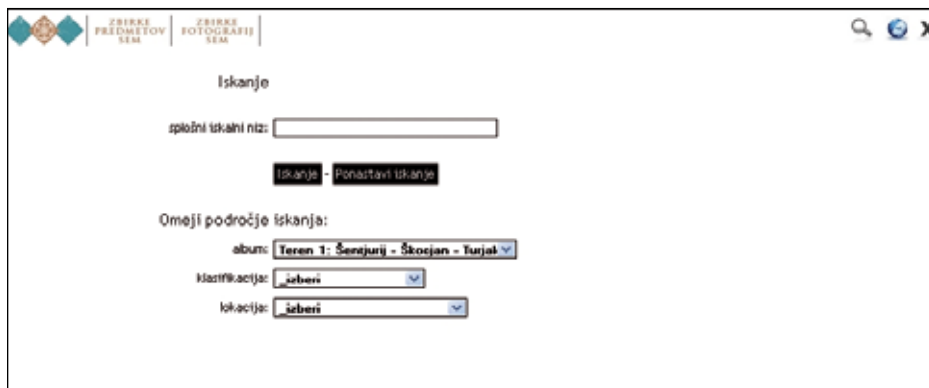 ZBIRKE PREDMETOV SEM
ZBIRKE FOTOGRAFIJ SEM
Iskanje
splošni iskalni niz:
Iskanje - Ponastavi iskanje
Omeji področje iskanja:
album: Teren 1: Šentjurij - Škocjan - Turjak
klasifikacija: _izberi
lokacija: _izberi